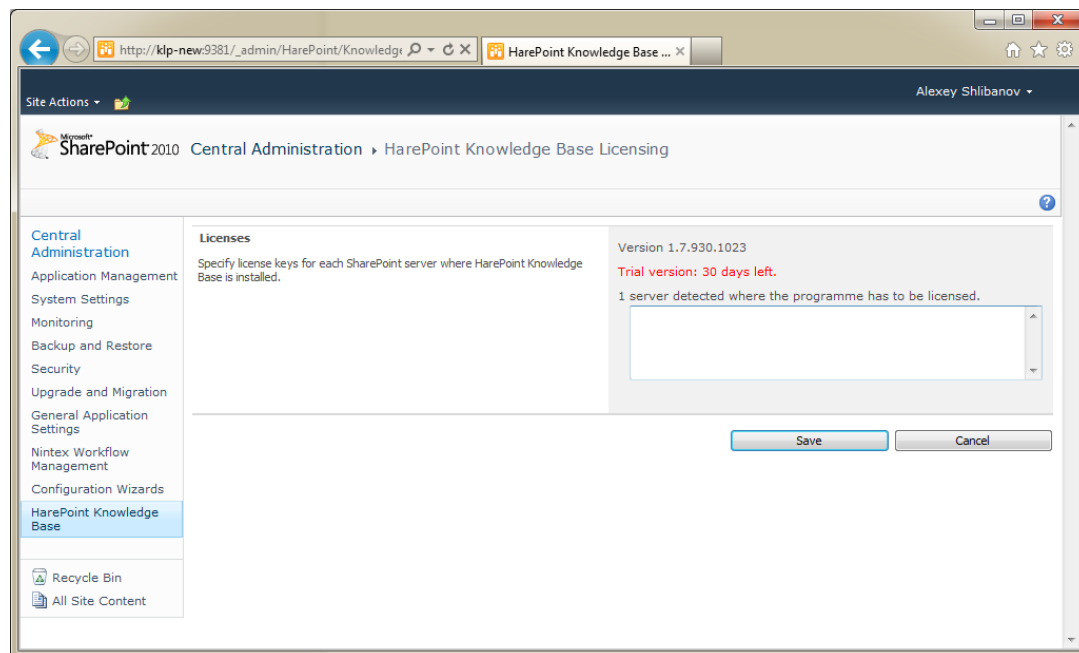 http://klp-new:9381/_admin/HarePoint/Knowledge
HarePoint Knowledge Base ...
Site Actions
Alexey Shlibanov
Microsoft
SharePoint 2010
Central Administration ▸ HarePoint Knowledge Base Licensing
Central
Administration
Application Management
System Settings
Monitoring
Backup and Restore
Security
Upgrade and Migration
General Application
Settings
Nintex Workflow
Management
Configuration Wizards
HarePoint Knowledge
Base
Recycle Bin
All Site Content
Licenses
Specify license keys for each SharePoint server where HarePoint Knowledge
Base is installed.
Version 1.7.930.1023
Trial version: 30 days left.
1 server detected where the programme has to be licensed.
Save
Cancel